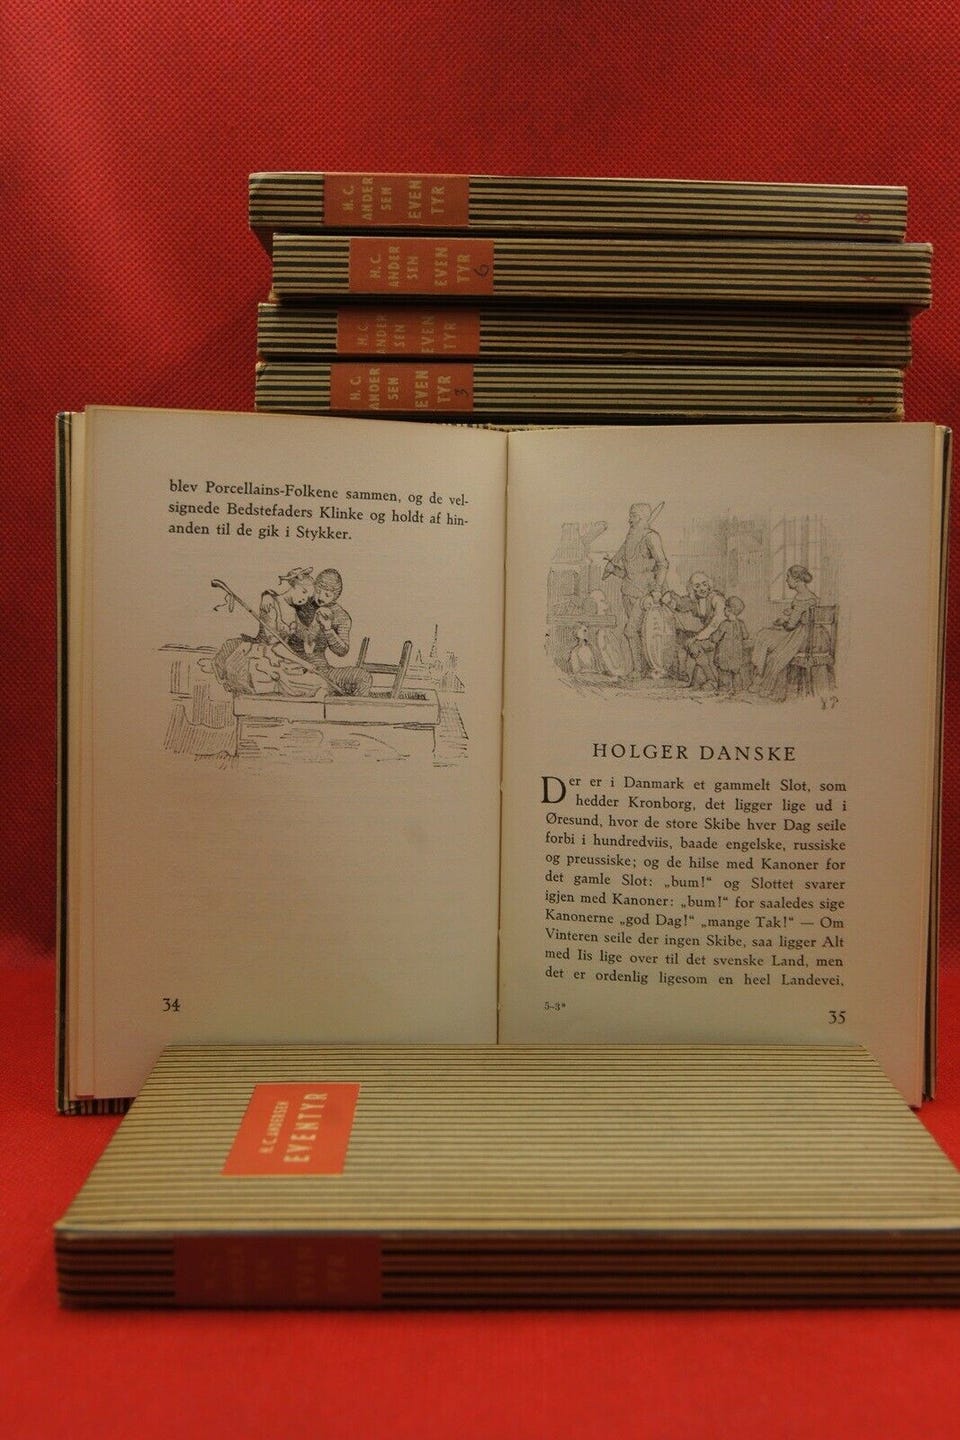 H. C.
ANDER
SEN
EVEN
TYR
8
H. C.
ANDER
SEN
EVEN
TYR
6
H. C.
ANDER
SEN
EVEN
TYR
H. C.
ANDER
SEN
EVEN
TYR
3
3
blev Porcellains-Folkene sammen, og de vel-
signede Bedstefaders Klinke og holdt af hin-
anden til de gik i Stykker.
34
VP
HOLGER DANSKE
Der er i Danmark et gammelt Slot, som
hedder Kronborg, det ligger lige ud i
Øresund, hvor de store Skibe hver Dag seile
forbi i hundredviis, baade engelske, russiske
og preussiske; og de hilse med Kanoner for
det gamle Slot: „bum!“ og Slottet svarer
igjen med Kanoner: „bum!“ for saaledes sige
Kanonerne „god Dag!“ „mange Tak!“ — Om
Vinteren seile der ingen Skibe, saa ligger Alt
med Iis lige over til det svenske Land, men
det er ordenlig ligesom en heel Landevei,
5-3*
35
H. C. ANDERSEN
EVENTYR